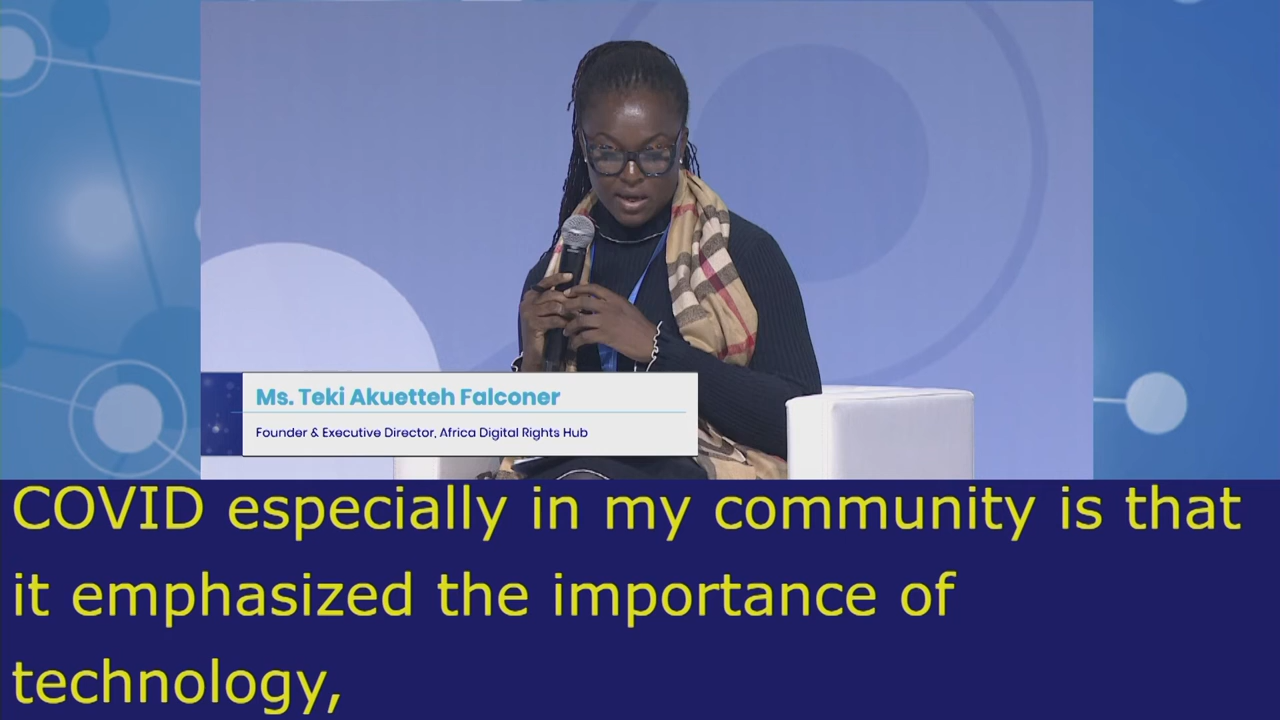 Ms. Teki Akuetteh Falconer
Founder & Executive Director, Africa Digital Rights Hub
COVID especially in my community is that
it emphasized the importance of
technology,